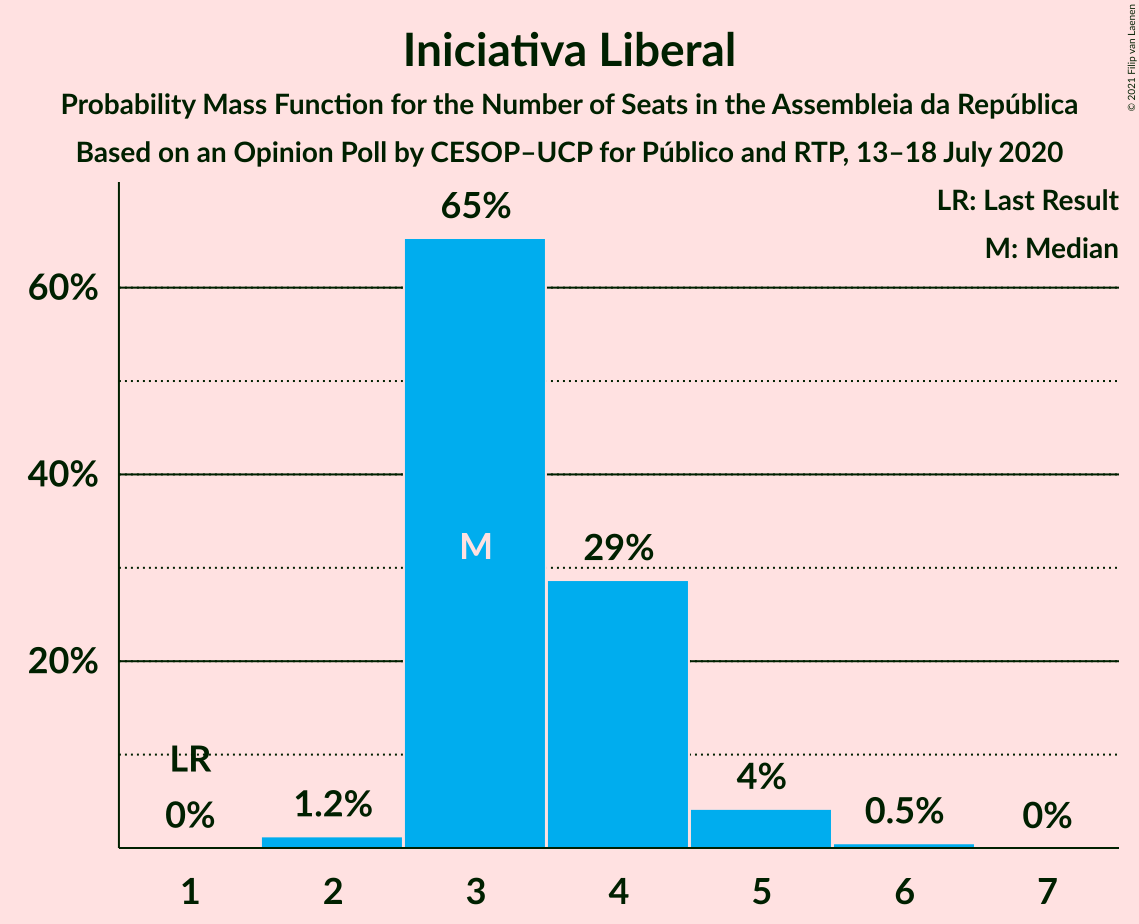 Iniciativa Liberal
Probability Mass Function for the Number of Seats in the Assembleia da República
Based on an Opinion Poll by CESOP–UCP for Público and RTP, 13–18 July 2020
© 2021 Filip van Laenen
LR: Last Result
M: Median
65%
60%
40%
M
29%
20%
LR
0%
1.2%
4%
0.5%
0%
1 2 3 4 5 6 7